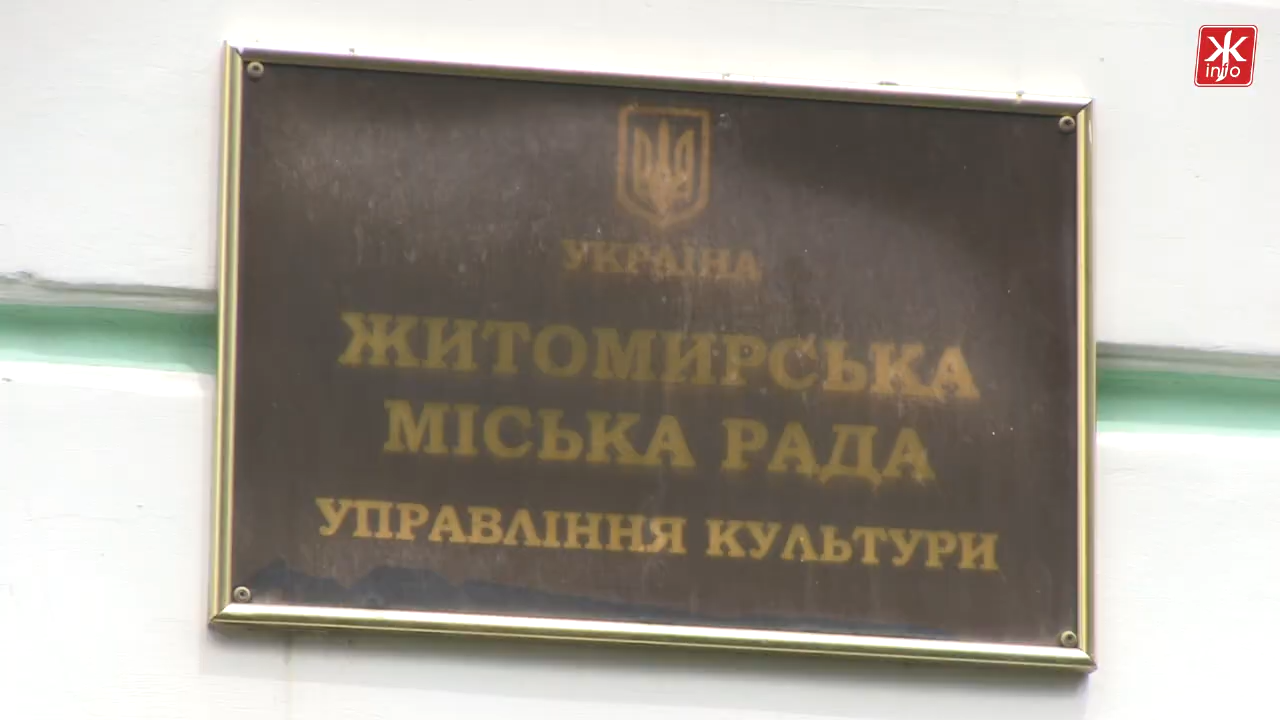 Ж
info
УКРАЇНА
ЖИТОМИРСЬКА
МІСЬКА РАДА
УПРАВЛІННЯ КУЛЬТУРИ